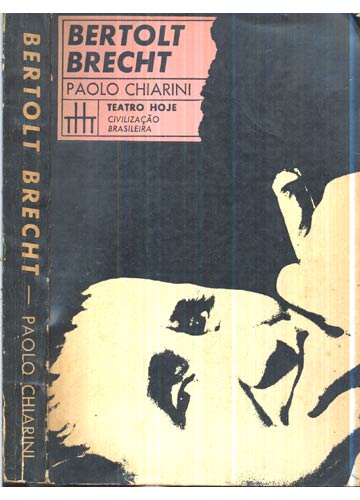 BERTOLT
BRECHT
PAOLO CHIARINI
TEATRO HOJE
CIVILIZAÇÃO
BRASILEIRA
BERTOLT BRECHT — PAOLO CHIARINI